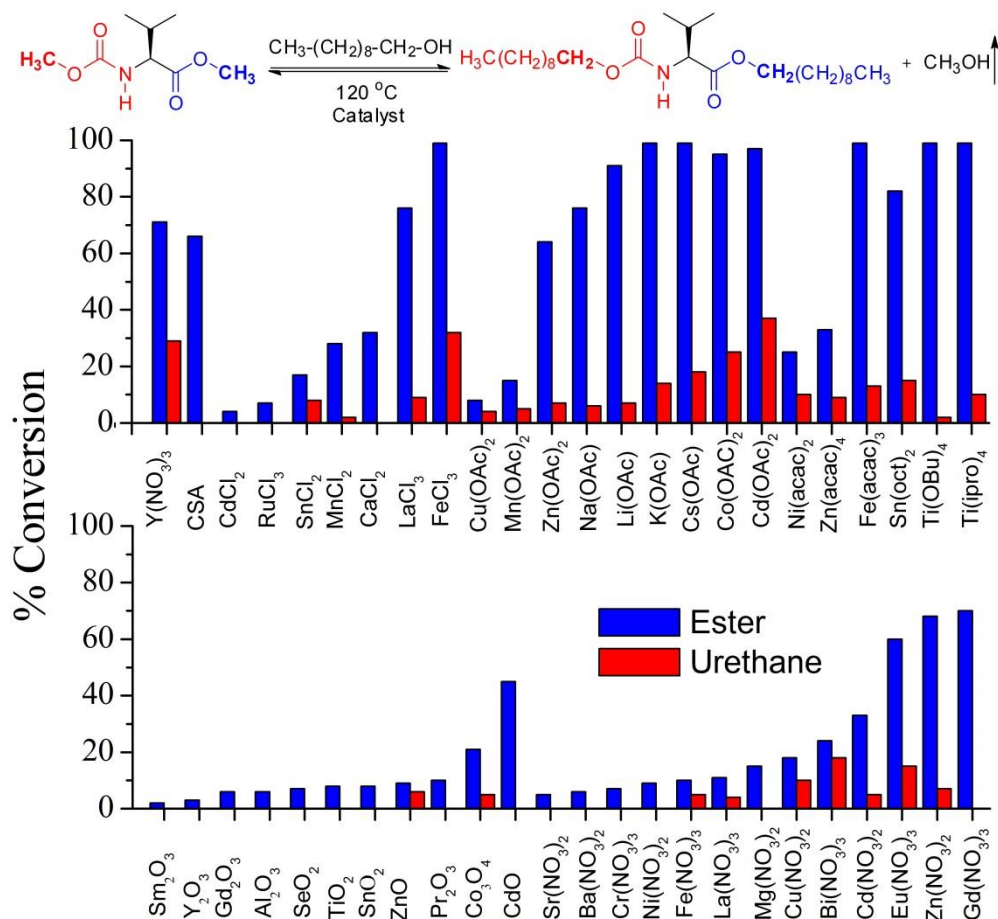 H₃C O O N H O O CH₃
CH₃-(CH₂)₈-CH₂-OH
120 °C
Catalyst
H₃C(H₂C)₈CH₂ O O N H O O CH₂(CH₂)₈CH₃ + CH₃OH
% Conversion
100
80
60
40
20
0
Y(NO₃)₃
CSA
CdCl₂
RuCl₃
SnCl₂
MnCl₂
CaCl₂
LaCl₃
FeCl₃
Cu(OAc)₂
Mn(OAc)₂
Zn(OAc)₂
Na(OAc)
Li(OAc)
K(OAc)
Cs(OAc)
Co(OAC)₂
Cd(OAc)₂
Ni(acac)₂
Zn(acac)₄
Fe(acac)₃
Sn(oct)₂
Ti(OBu)₄
Ti(ipro)₄
100
80
60
40
20
0
Ester
Urethane
Sm₂O₃
Y₂O₃
Gd₂O₃
Al₂O₃
SeO₂
TiO₂
SnO₂
ZnO
Pr₂O₃
Co₃O₄
CdO
Sr(NO₃)₂
Ba(NO₃)₂
Cr(NO₃)₃
Ni(NO₃)₂
Fe(NO₃)₃
La(NO₃)₃
Mg(NO₃)₂
Cu(NO₃)₂
Bi(NO₃)₃
Cd(NO₃)₂
Eu(NO₃)₃
Zn(NO₃)₂
Gd(NO₃)₃